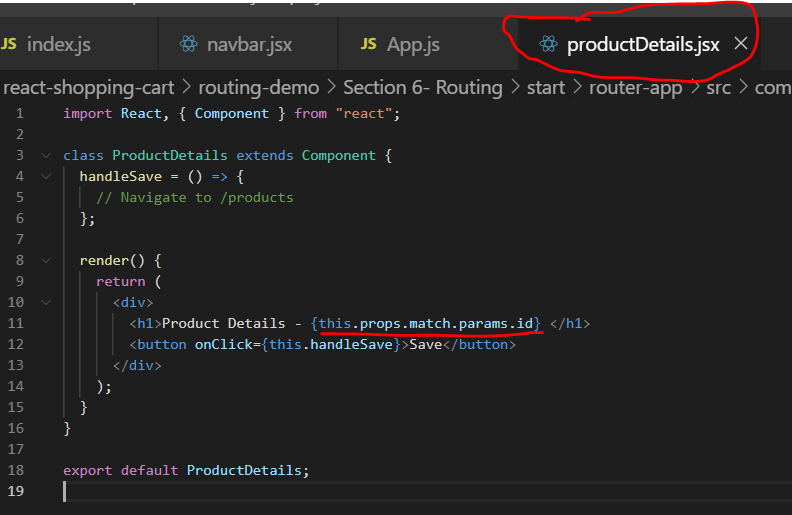 JS index.js navbar.jsx JS App.js productDetails.jsx
react-shopping-cart > routing-demo > Section 6- Routing > start > router-app > src > com
1 import React, { Component } from "react";
2
3 class ProductDetails extends Component {
4 handleSave = () => {
5 // Navigate to /products
6 };
7
8 render() {
9 return (
10 <div>
11 <h1>Product Details - {this.props.match.params.id} </h1>
12 <button onClick={this.handleSave}>Save</button>
13 </div>
14 );
15 }
16 }
17
18 export default ProductDetails;
19